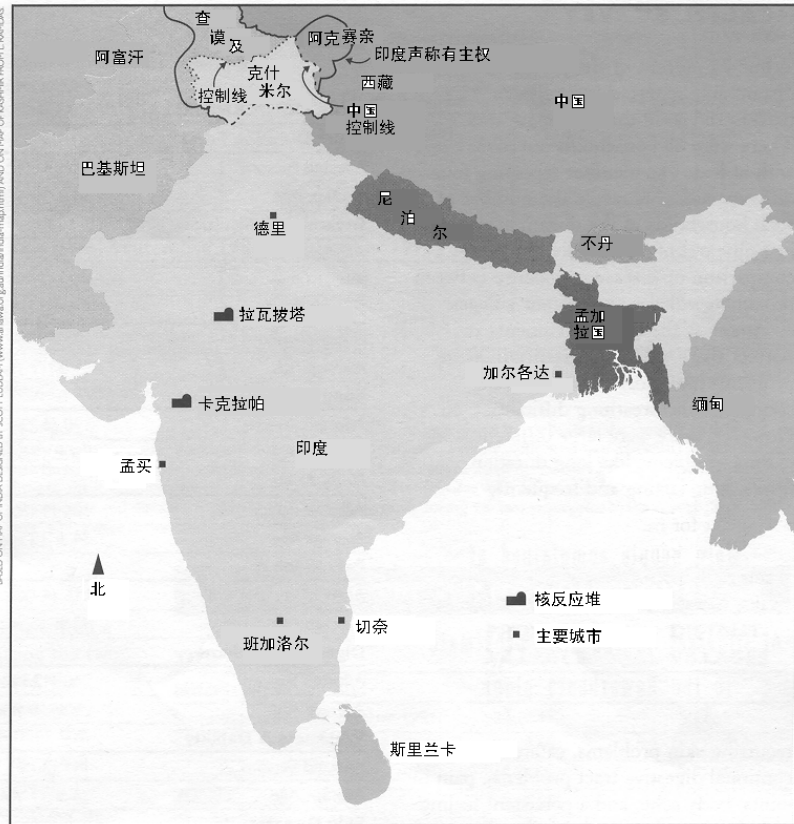 查
谟
及
阿克赛亲
阿富汗
印度声称有主权
克什
米尔
西藏
控制线
中国
控制线
中国
巴基斯坦
尼
泊
尔
德里
不丹
拉瓦拔塔
孟加
拉国
加尔各达
卡克拉帕
缅甸
印度
孟买
北
核反应堆
班加洛尔
切奈
主要城市
斯里兰卡